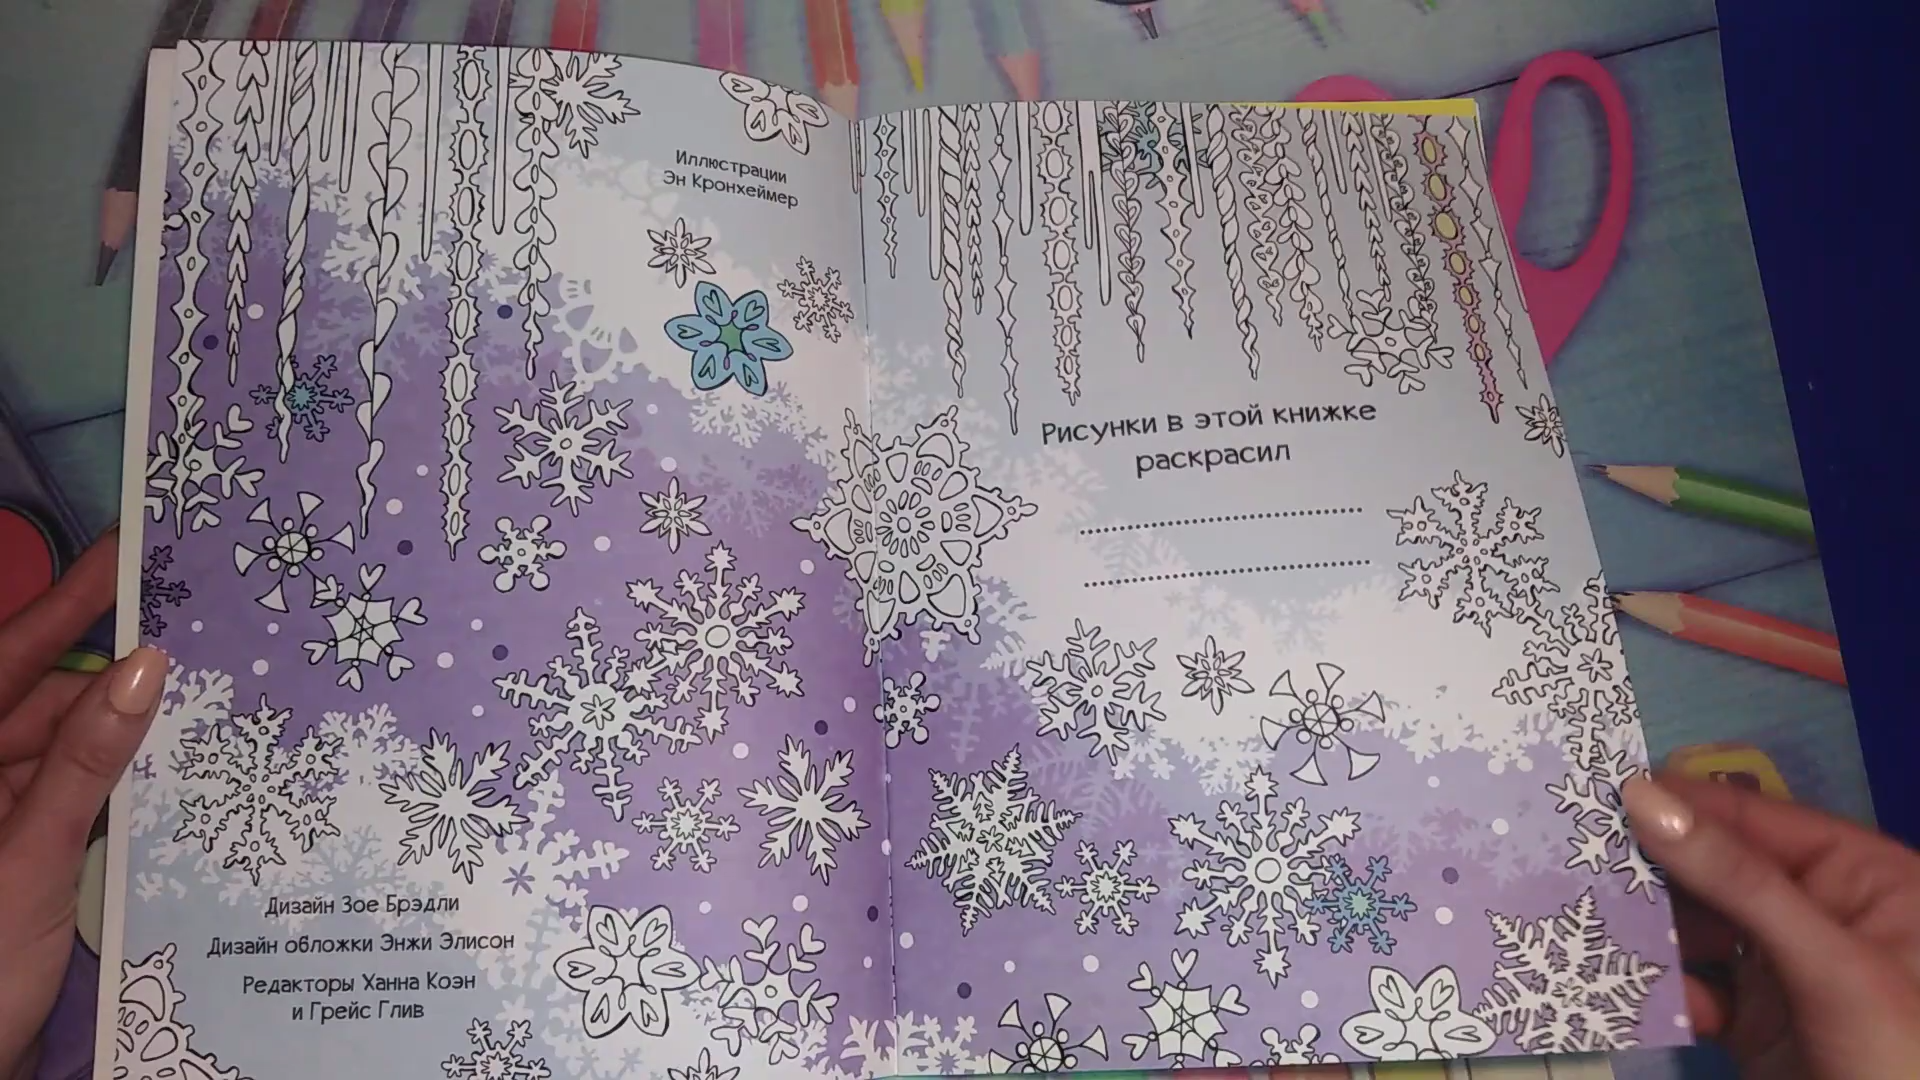 Иллюстрации
Эн Кронхеймер
Дизайн Зое Брэдли
Дизайн обложки Энжи Элисон
Редакторы Ханна Коэн
и Грейс Глив
Рисунки в этой книжке
раскрасил